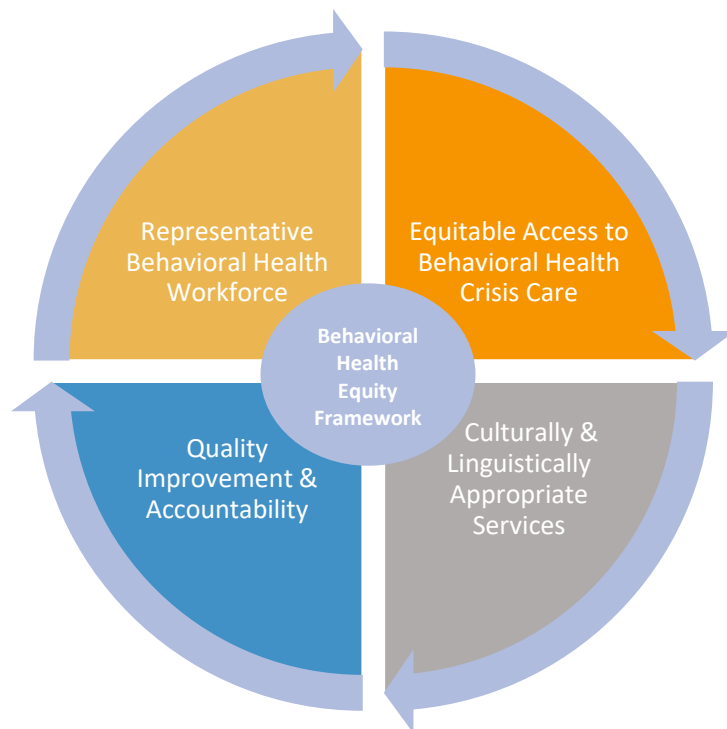 Representative
Behavioral Health
Workforce
Equitable Access to
Behavioral Health
Crisis Care
Behavioral
Health
Equity
Framework
Quality
Improvement &
Accountability
Culturally &
Linguistically
Appropriate
Services